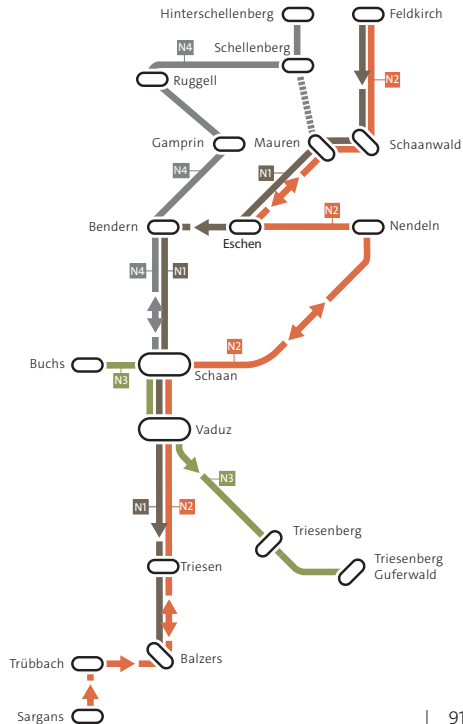 Hinterschellenberg
Feldkirch
N4
Schellenberg
Ruggell
N2
Gamprin
Mauren
Schaanwald
N4
N1
N2
Bendern
Eschen
Nendeln
N4
N1
N2
Buchs
N3
Schaan
Vaduz
N3
N1
N2
Triesenberg
Triesen
Triesenberg
Guferwald
Trübbach
Balzers
Sargans
| 91